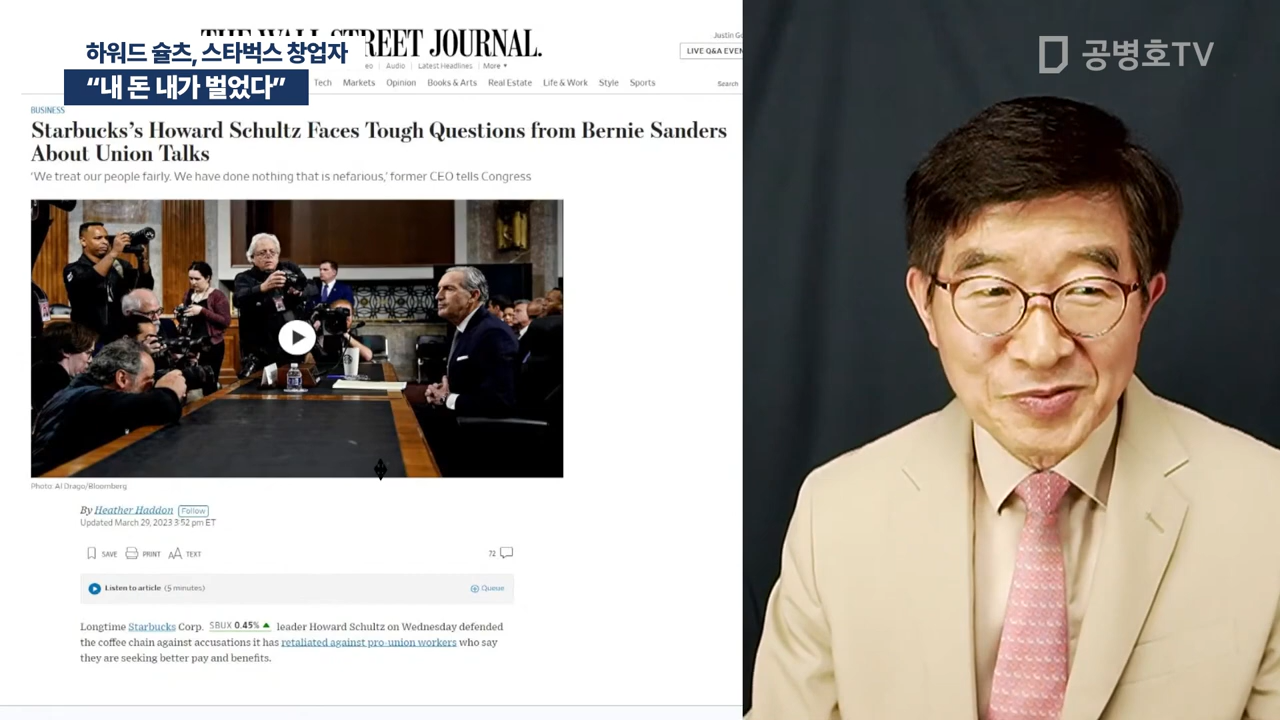 THE WALL STREET JOURNAL.
하워드 슐츠, 스타벅스 창업자
“내 돈 내가 벌었다”
LIVE Q&A EVEN
Audio
Latest Headlines
More
Tech
Markets
Opinion
Books & Arts
Real Estate
Life & Work
Style
Sports
Search
공병호TV
BUSINESS
Starbucks’s Howard Schultz Faces Tough Questions from Bernie Sanders
About Union Talks
‘We treat our people fairly. We have done nothing that is nefarious,’ former CEO tells Congress
Photo: Al Drago/Bloomberg
By Heather Haddon Follow
Updated March 29, 2023 3:52 pm ET
SAVE PRINT AA TEXT
72
Listen to article (5 minutes)
Queue
Longtime Starbucks Corp. SBUX 0.45% ▲ leader Howard Schultz on Wednesday defended
the coffee chain against accusations it has retaliated against pro-union workers who say
they are seeking better pay and benefits.